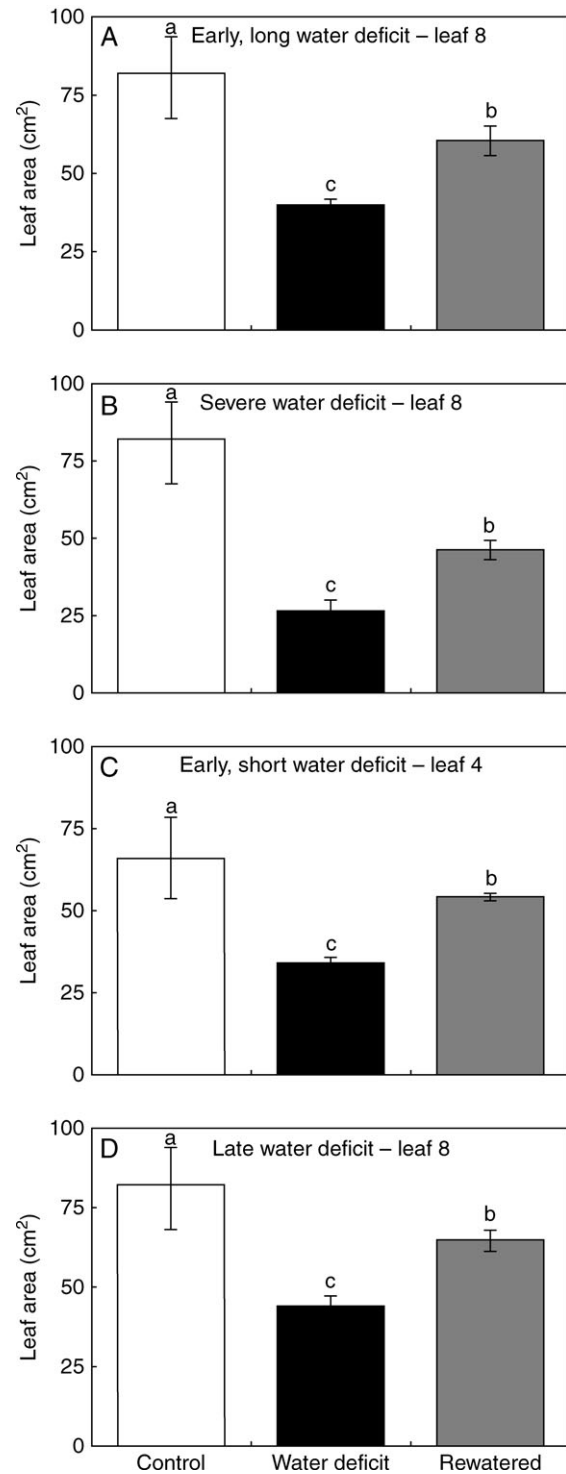 100
A
a
Early, long water deficit – leaf 8
75
b
50
c
25
0
Leaf area (cm²)
100
B
a
Severe water deficit – leaf 8
75
50
b
25
c
0
Leaf area (cm²)
100
C
Early, short water deficit – leaf 4
a
75
b
50
c
25
0
Leaf area (cm²)
100
D
a
Late water deficit – leaf 8
75
b
50
c
25
0
Leaf area (cm²)
Control Water deficit Rewatered